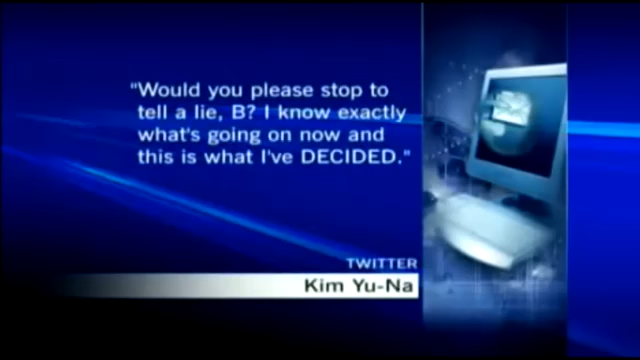 "Would you please stop to
tell a lie, B? I know exactly
what's going on now and
this is what I've DECIDED."
TWITTER
Kim Yu-Na